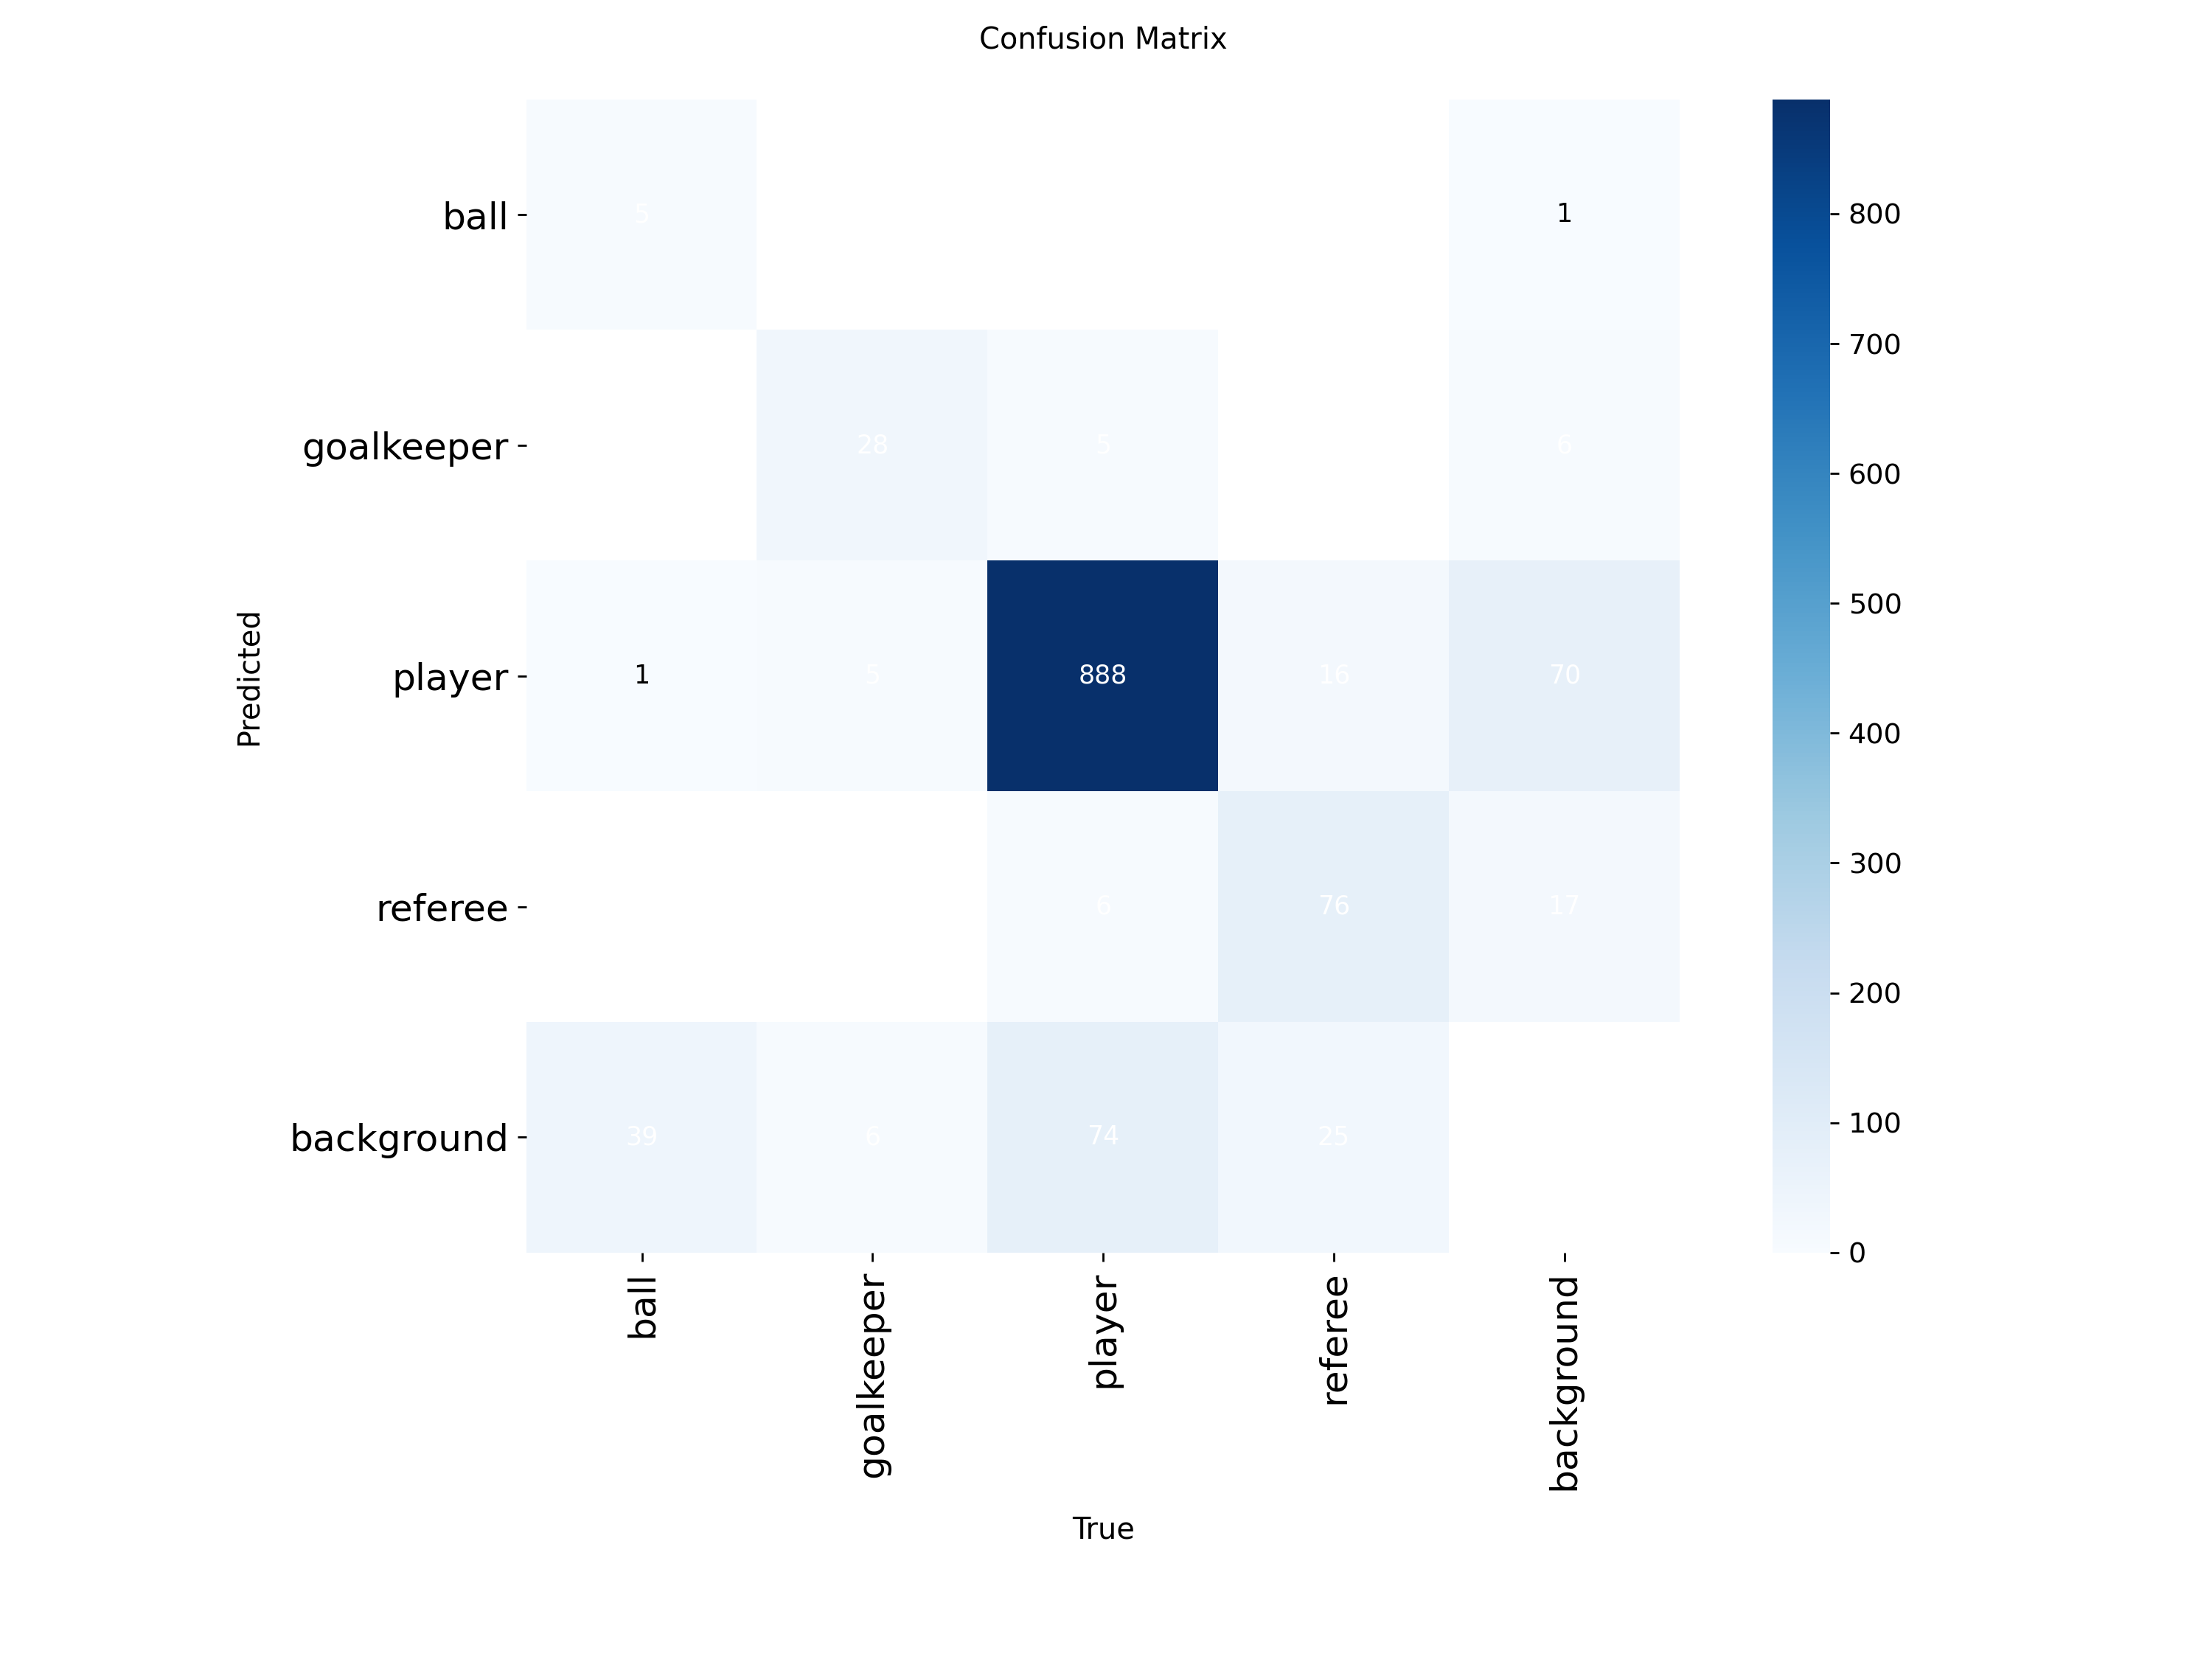 Confusion Matrix
ball
5
1
800
700
goalkeeper
28
5
6
600
500
Predicted
player
1
5
888
16
70
400
300
referee
6
76
17
200
100
background
39
6
74
25
0
ball
goalkeeper
player
referee
background
True